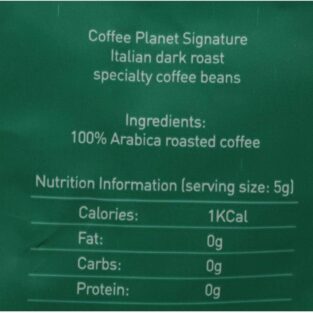 Coffee Planet Signature
Italian dark roast
specialty coffee beans
Ingredients:
100% Arabica roasted coffee
Nutrition Information (serving size: 5g)
Calories: 1KCal
Fat: 0g
Carbs: 0g
Protein: 0g